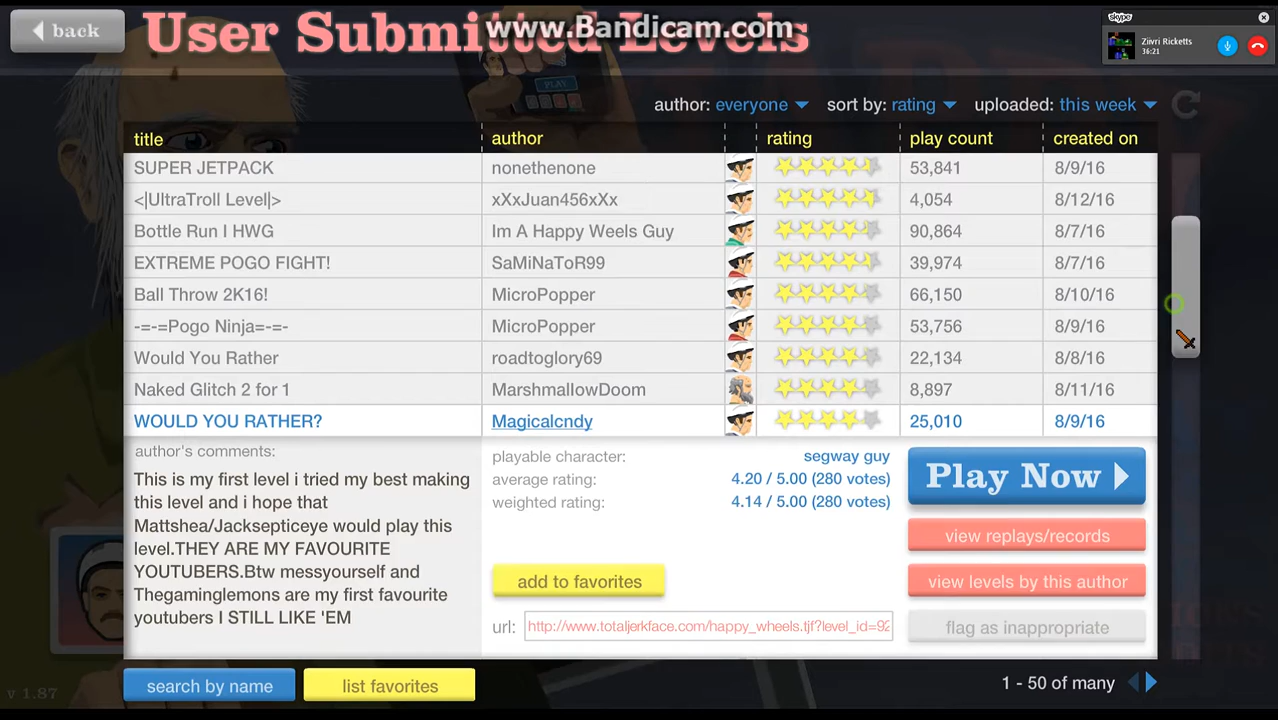 back
User Submitted Levels
www.Bandicam.com
skype
Ziivri Ricketts
36:21
author: everyone sort by: rating uploaded: this week
title author rating play count created on
SUPER JETPACK nonethenone 53,841 8/9/16
<|UltraTroll Level|> xXxJuan456xXx 4,054 8/12/16
Bottle Run I HWG Im A Happy Weels Guy 90,864 8/7/16
EXTREME POGO FIGHT! SaMiNaToR99 39,974 8/7/16
Ball Throw 2K16! MicroPopper 66,150 8/10/16
-=-=Pogo Ninja=-=- MicroPopper 53,756 8/9/16
Would You Rather roadtoglory69 22,134 8/8/16
Naked Glitch 2 for 1 MarshmallowDoom 8,897 8/11/16
WOULD YOU RATHER? Magicalcndy 25,010 8/9/16
author's comments:
This is my first level i tried my best making
this level and i hope that
Mattshea/Jacksepticeye would play this
level.THEY ARE MY FAVOURITE
YOUTUBERS.Btw messyourself and
Thegaminglemons are my first favourite
youtubers I STILL LIKE 'EM
playable character: segway guy
average rating: 4.20 / 5.00 (280 votes)
weighted rating: 4.14 / 5.00 (280 votes)
add to favorites
url: http://www.totaljerkface.com/happy_wheels.tjf?level_id=92
Play Now
view replays/records
view levels by this author
flag as inappropriate
v 1.87
search by name
list favorites
1 - 50 of many